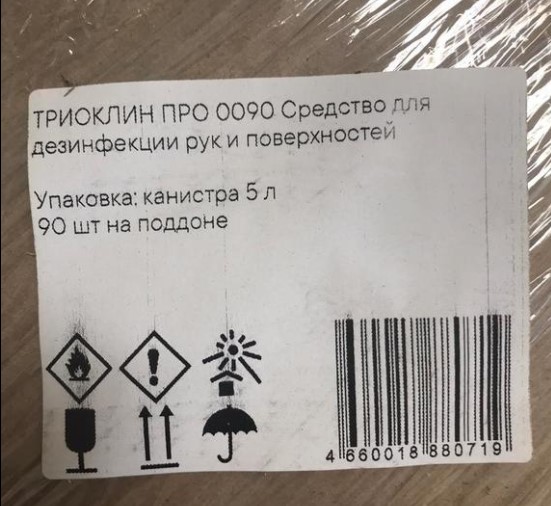 ТРИОКЛИН ПРО 0090 Средство для
дезинфекции рук и поверхностей
Упаковка: канистра 5 л
90 шт на поддоне
4 660018 880719